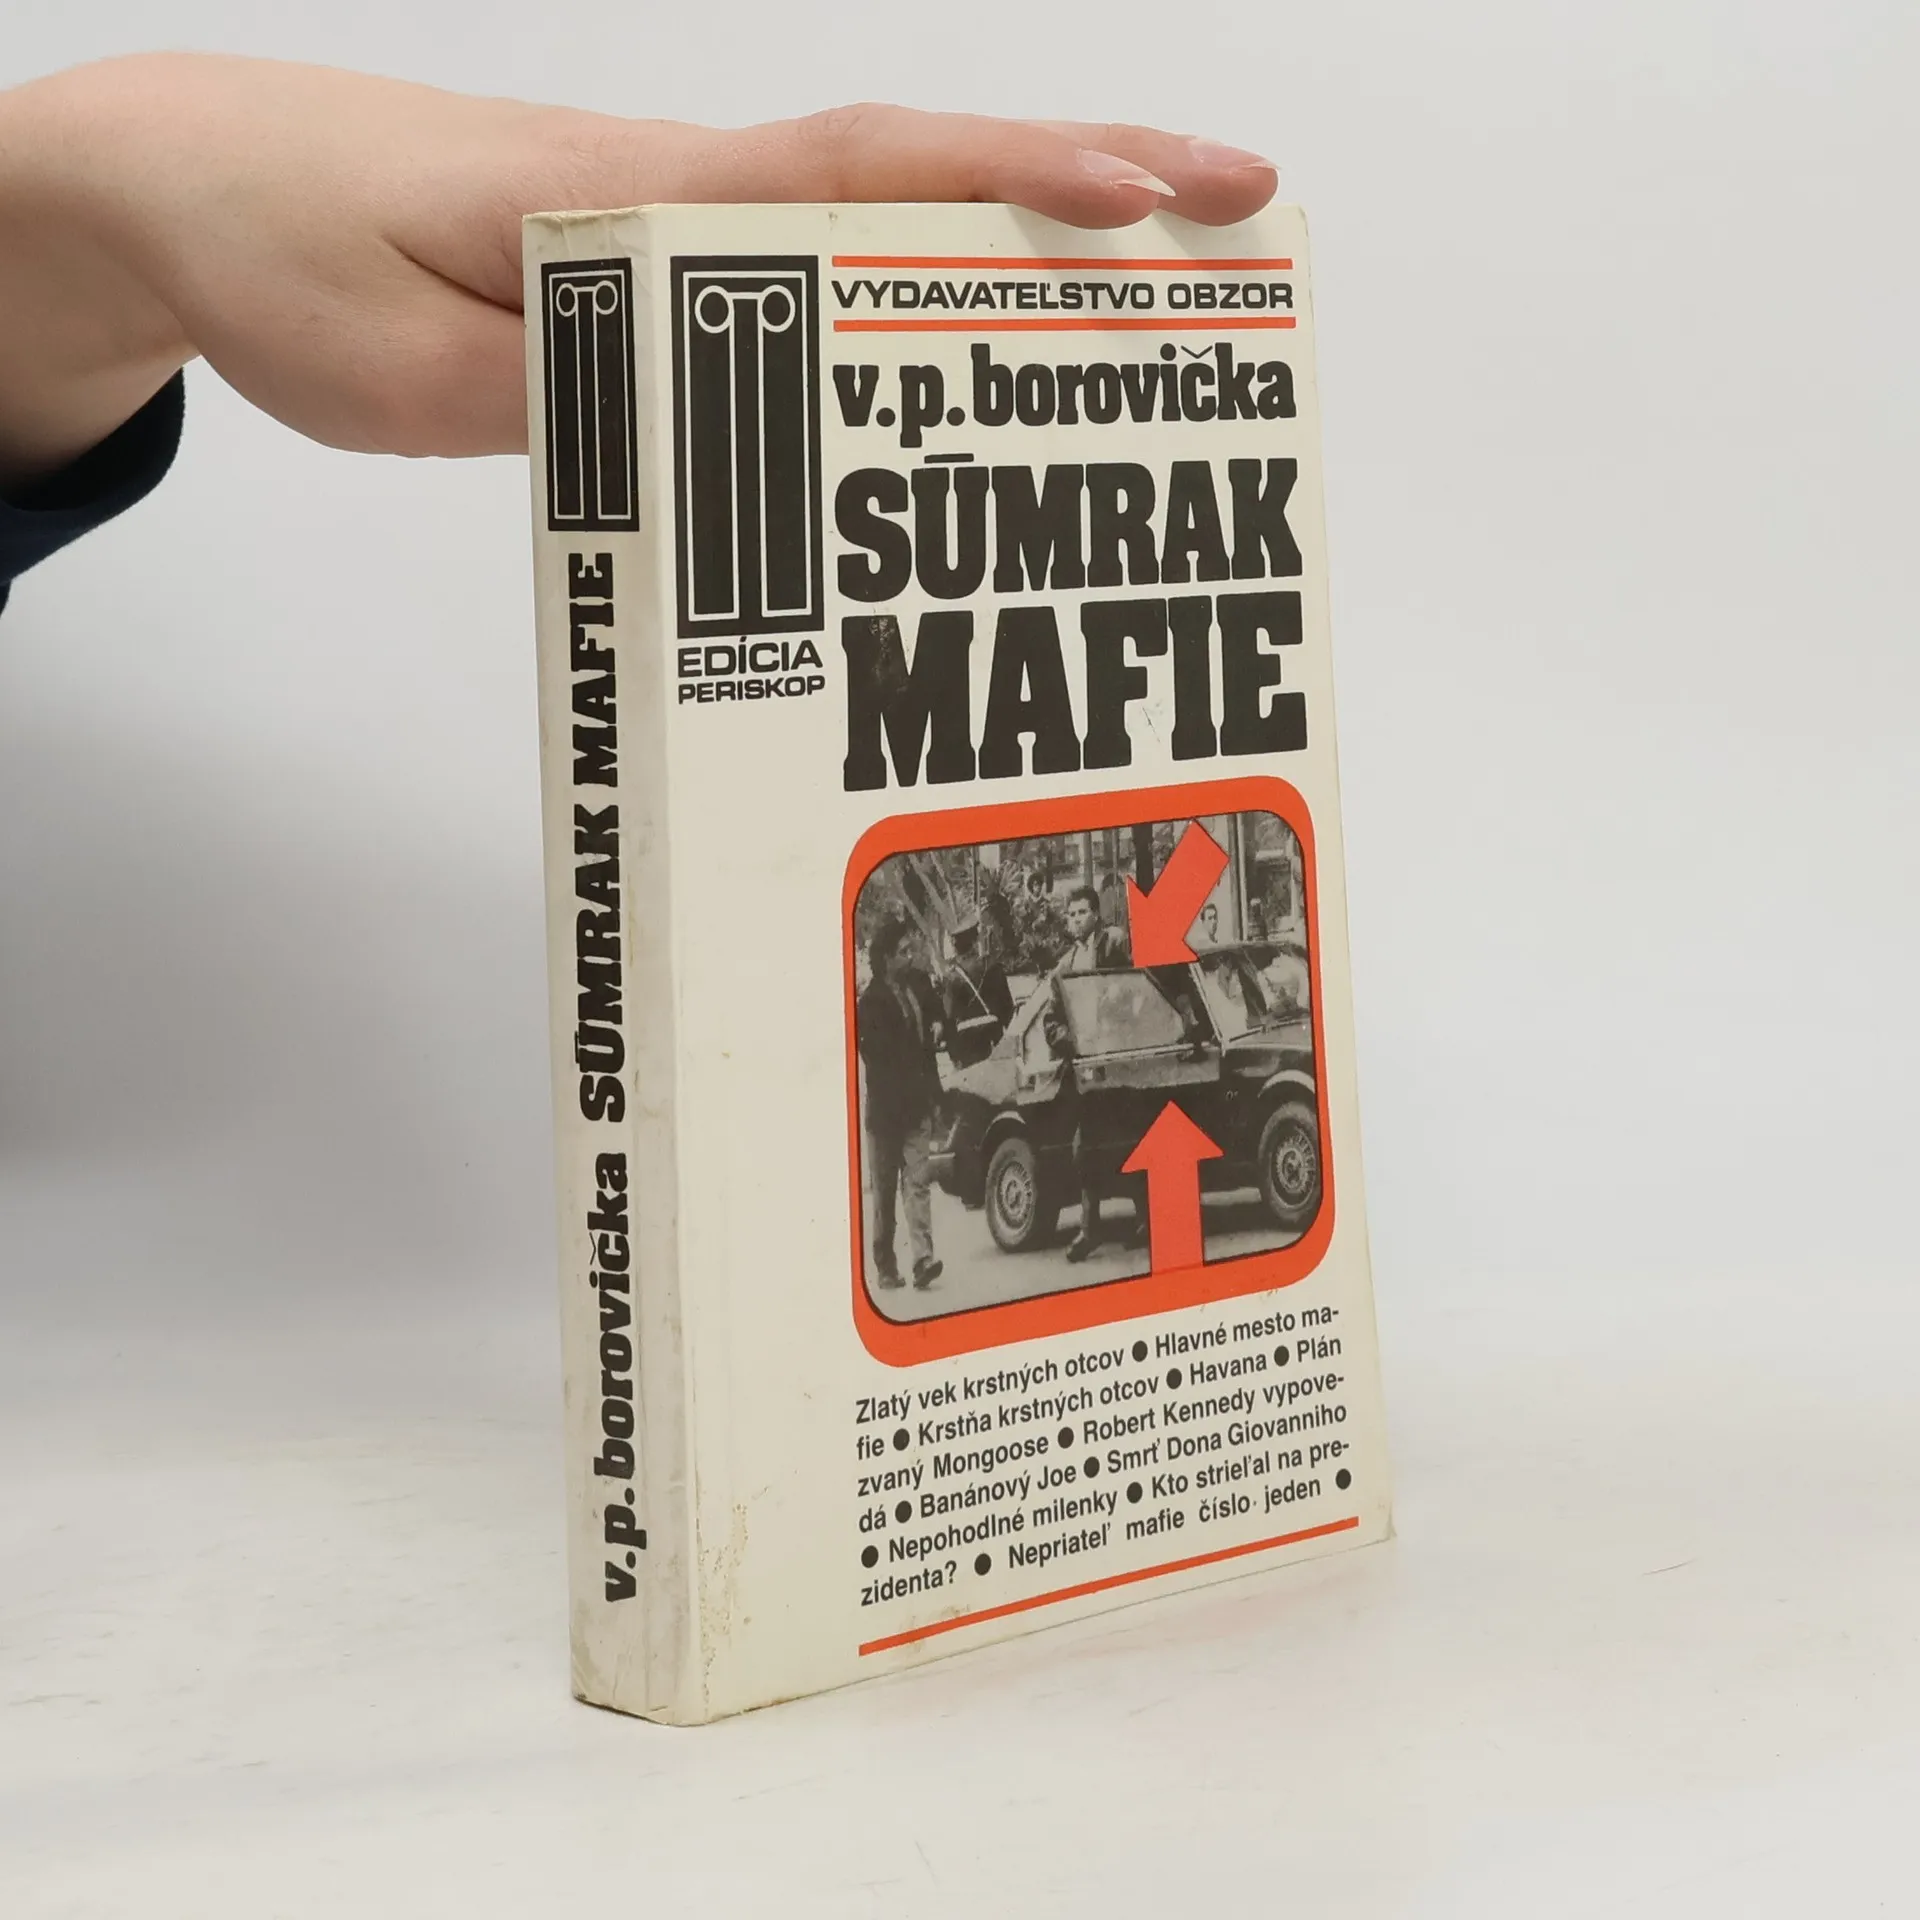 VYDAVATEĽSTVO OBZOR
v.p.borovička
SÚMRAK
MAFIE
EDÍCIA
PERISKOP
Zlatý vek krstných otcov ● Hlavné mesto ma-
fie ● Krstňa krstných otcov ● Havana ● Plán
zvaný Mongoose ● Robert Kennedy vypove-
dá ● Banánový Joe ● Smrť Dona Giovanniho
● Nepohodlné milenky ● Kto strieľal na pre-
zidenta? ● Nepriateľ mafie číslo jeden ●
v.p.borovička SÚMRAK MAFIE